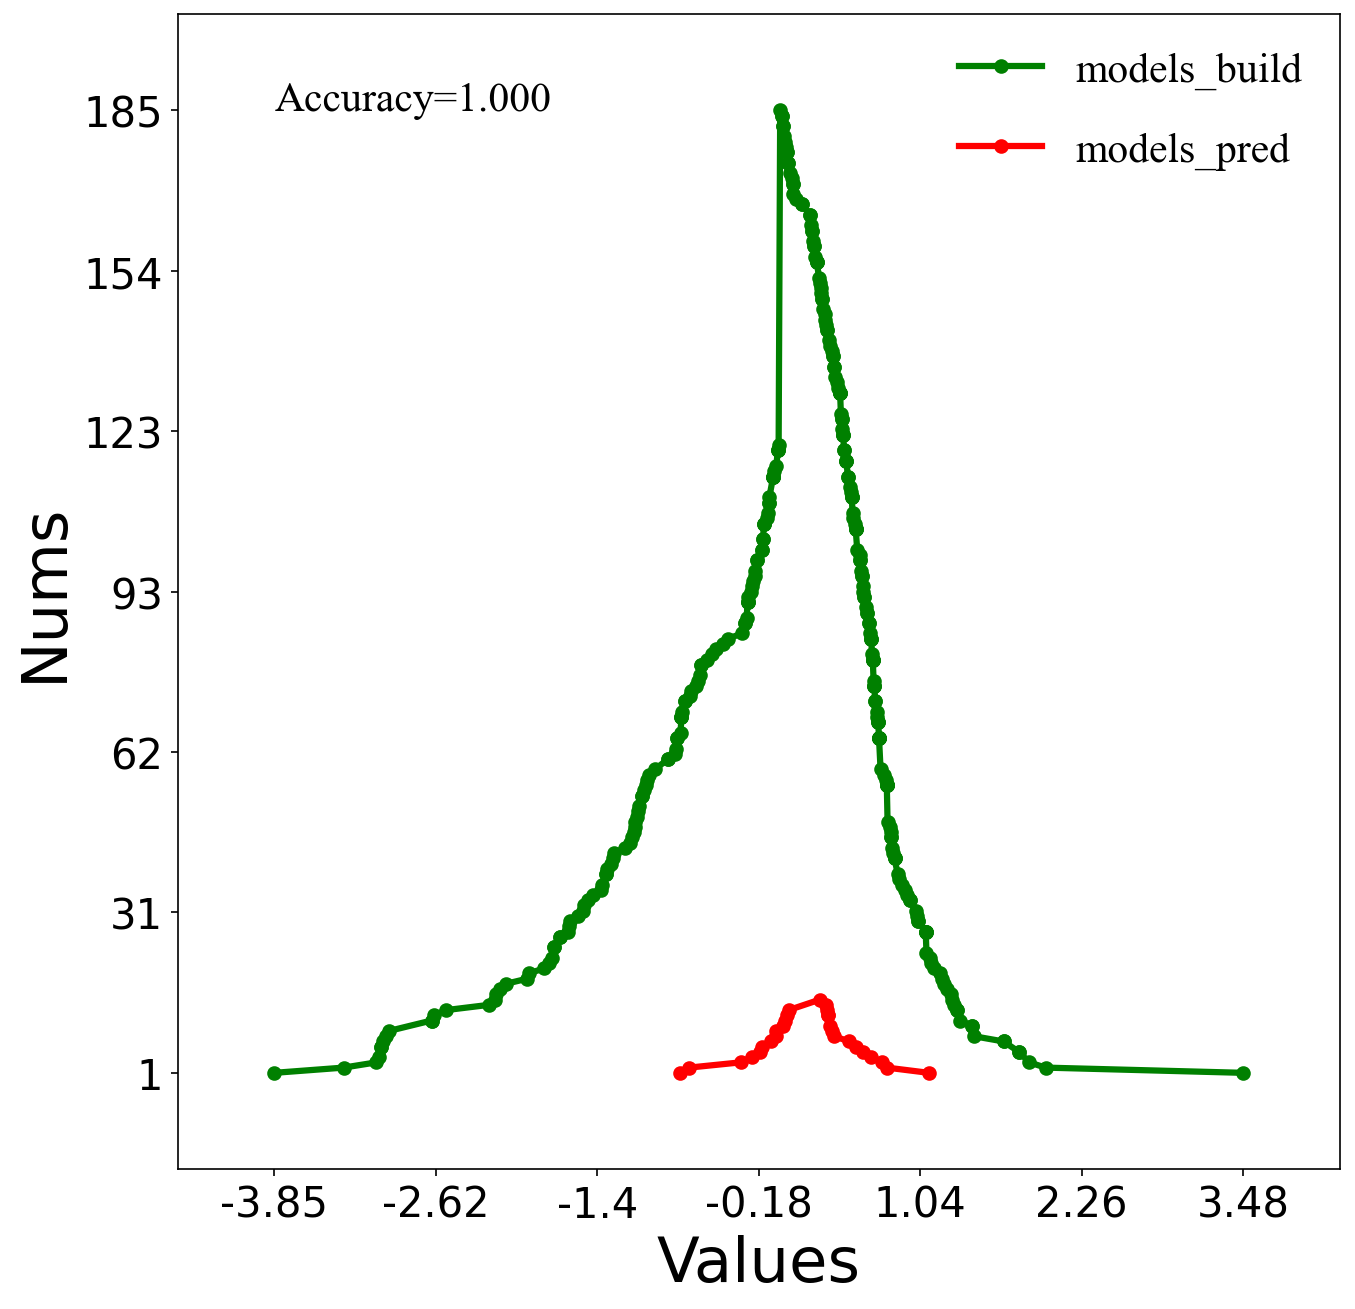 Accuracy=1.000
models_build
models_pred
Nums
185
154
123
93
62
31
1
-3.85
-2.62
-1.4
-0.18
1.04
2.26
3.48
Values